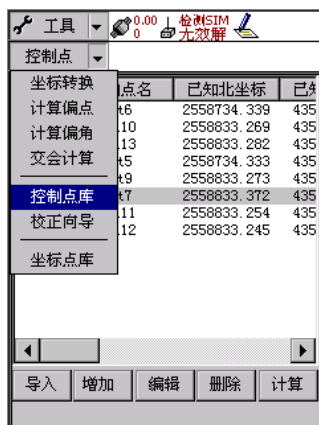 工具 0.00 0 检测SIM 无效解
控制点
坐标转换 点名 已知北坐标 已知
计算偏点 t6 2558734.339 435
计算偏角 .10 2558833.269 435
.13 2558833.282 435
交会计算 t5 2558734.333 435
t9 2558833.273 435
控制点库 t7 2558833.372 435
校正向导 .11 2558833.254 435
.12 2558833.245 435
坐标点库
导入 增加 编辑 删除 计算